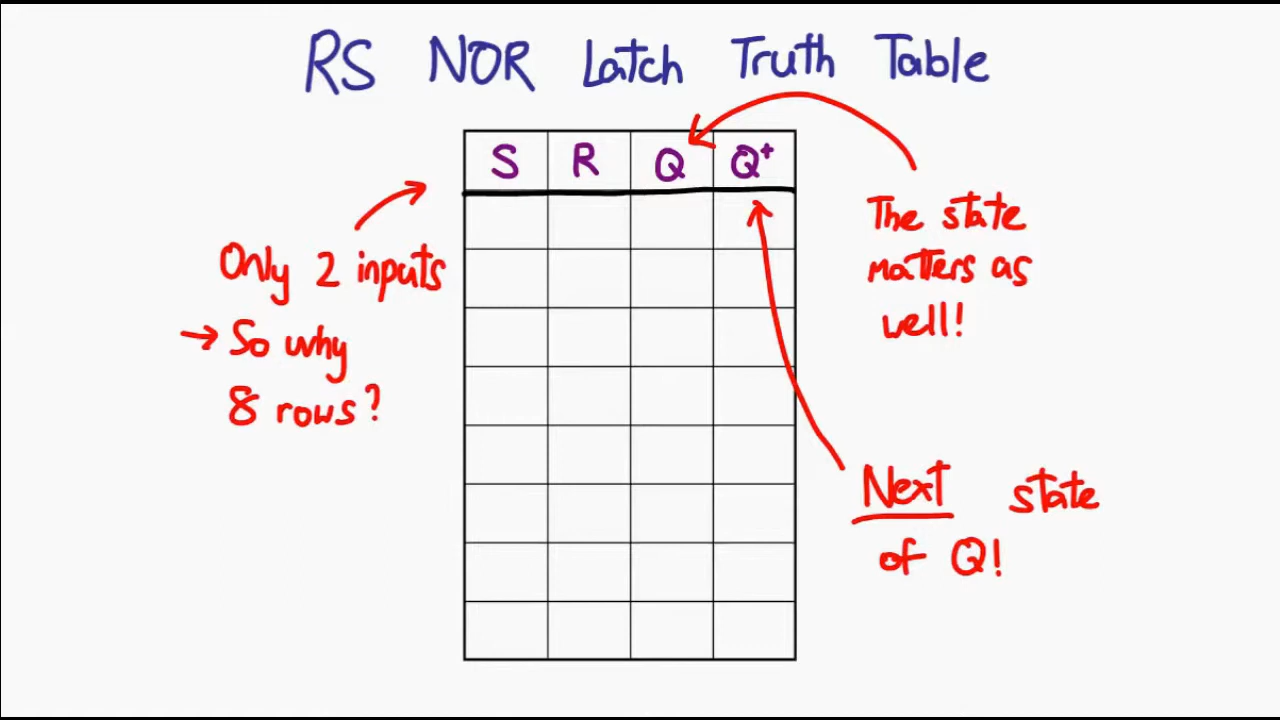 RS NOR Latch Truth Table
S R Q Q⁺
Only 2 inputs
→ So why
8 rows?
The state
matters as
well!
Next state
of Q!